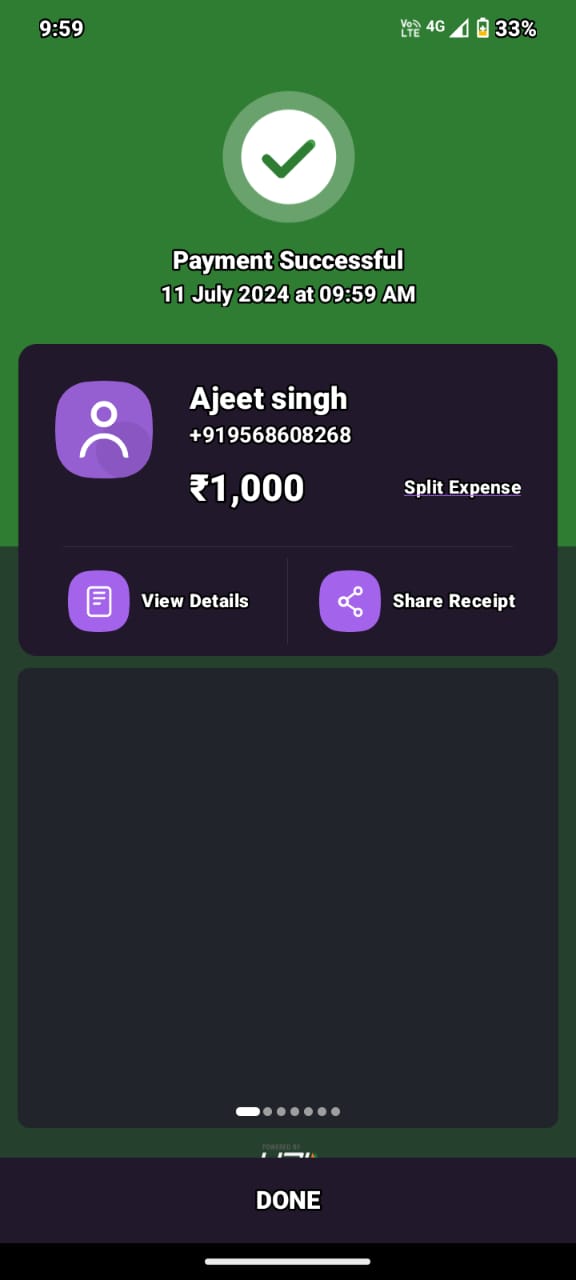 9:59
Vo LTE 4G 33%
Payment Successful
11 July 2024 at 09:59 AM
Ajeet singh
+919568608268
₹1,000
Split Expense
View Details
Share Receipt
POWERED BY
DONE